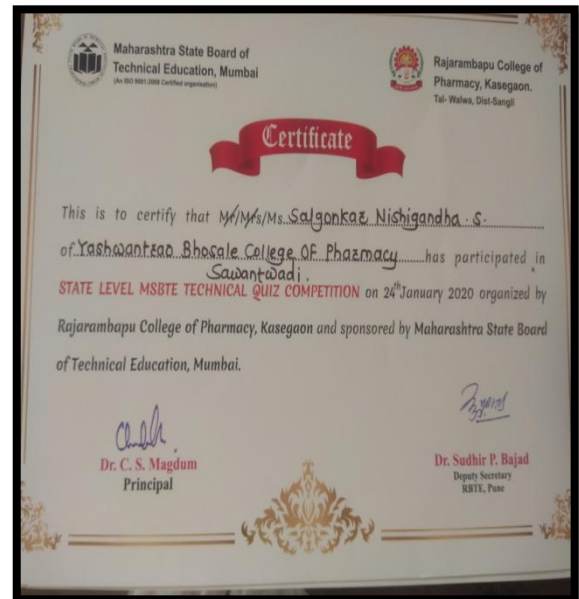 Maharashtra State Board of
Technical Education, Mumbai
(An ISO 9001:2008 Certified organisation)
Rajarambapu College of
Pharmacy, Kasegaon.
Tal- Walwa, Dist-Sangli
Certificate
This is to certify that Mr/Mrs/Ms. Salgonkar Nishigandha . S.
of Yashwantrao Bhosale College OF Pharmacy has participated in
Sawantwadi.
STATE LEVEL MSBTE TECHNICAL QUIZ COMPETITION on 24th January 2020 organized by
Rajarambapu College of Pharmacy, Kasegaon and sponsored by Maharashtra State Board
of Technical Education, Mumbai.
Dr. C. S. Magdum
Principal
Dr. Sudhir P. Bajad
Deputy Secretary
RBTE, Pune